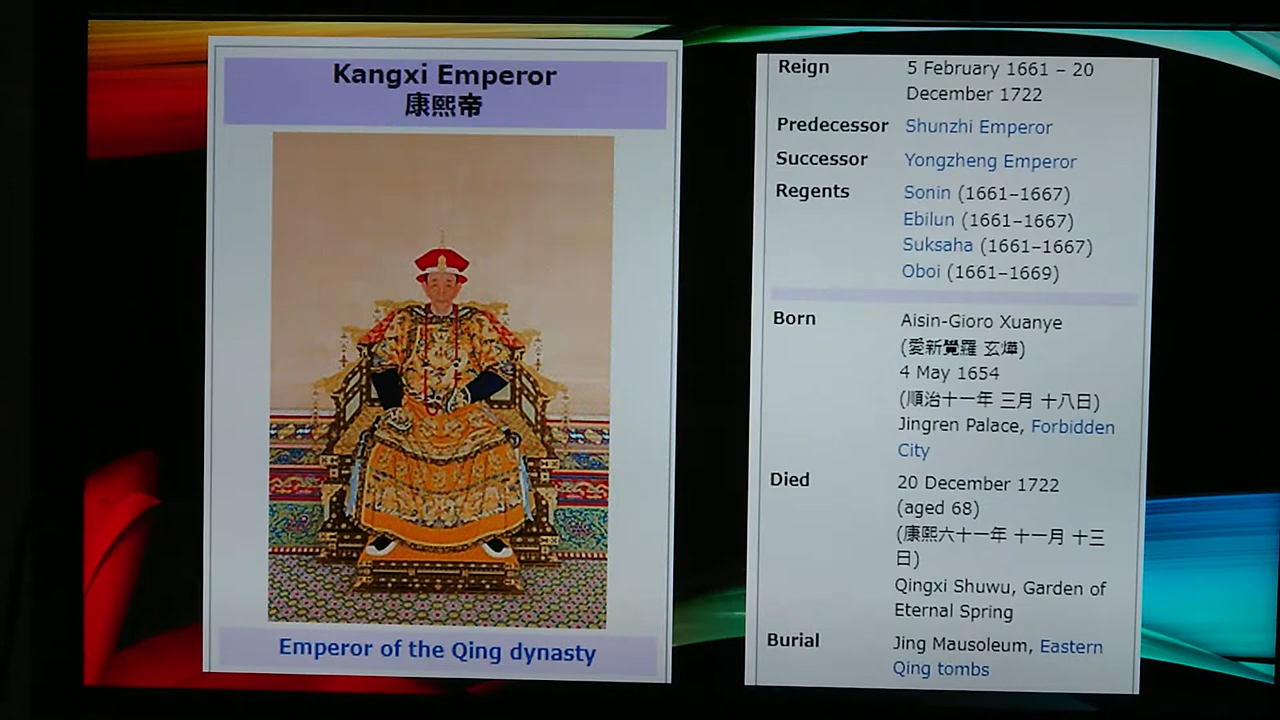 Kangxi Emperor
康熙帝
Emperor of the Qing dynasty
Reign 5 February 1661 – 20
December 1722
Predecessor Shunzhi Emperor
Successor Yongzheng Emperor
Regents Sonin (1661–1667)
Ebilun (1661–1667)
Suksaha (1661–1667)
Oboi (1661–1669)
Born Aisin-Gioro Xuanye
(愛新覺羅 玄燁)
4 May 1654
(順治十一年 三月 十八日)
Jingren Palace, Forbidden
City
Died 20 December 1722
(aged 68)
(康熙六十一年 十一月 十三
日)
Qingxi Shuwu, Garden of
Eternal Spring
Burial Jing Mausoleum, Eastern
Qing tombs